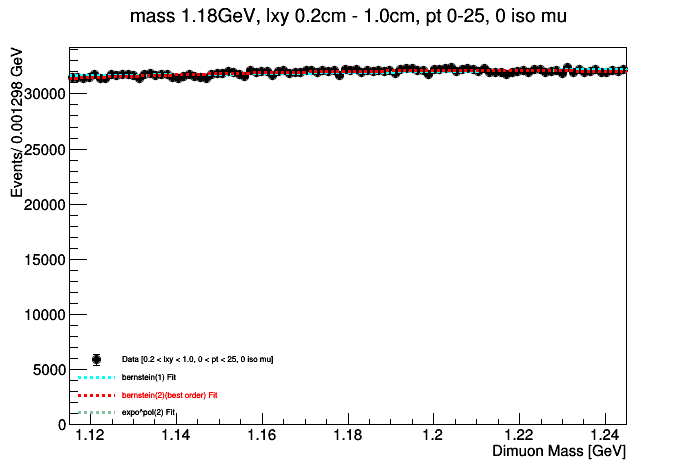 mass 1.18GeV, lxy 0.2cm - 1.0cm, pt 0-25, 0 iso mu
Events/ 0.001298 GeV
30000
25000
20000
15000
10000
5000
0
Data [0.2 < lxy < 1.0, 0 < pt < 25, 0 iso mu]
bernstein(1) Fit
bernstein(2)(best order) Fit
expo*pol(2) Fit
1.12 1.14 1.16 1.18 1.2 1.22 1.24
Dimuon Mass [GeV]